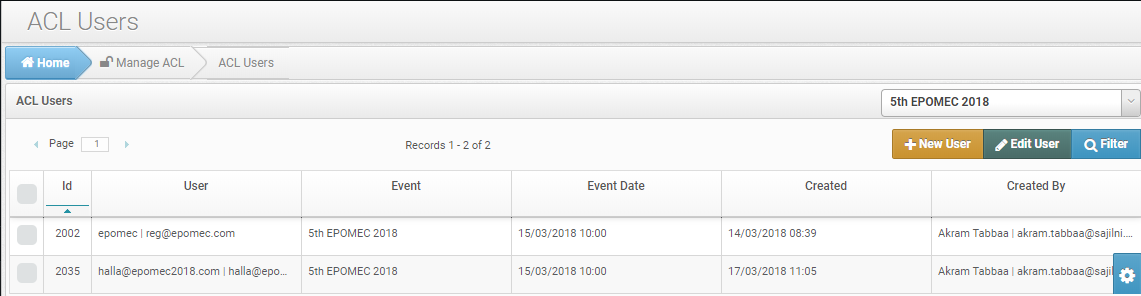 ACL Users
Home Manage ACL ACL Users
ACL Users 5th EPOMEC 2018
Page 1 Records 1 - 2 of 2 New User Edit User Filter
Id User Event Event Date Created Created By
2002 epomec | reg@epomec.com 5th EPOMEC 2018 15/03/2018 10:00 14/03/2018 08:39 Akram Tabbaa | akram.tabbaa@sajilni....
2035 halla@epomec2018.com | halla@epo... 5th EPOMEC 2018 15/03/2018 10:00 17/03/2018 11:05 Akram Tabbaa | akram.tabbaa@saji